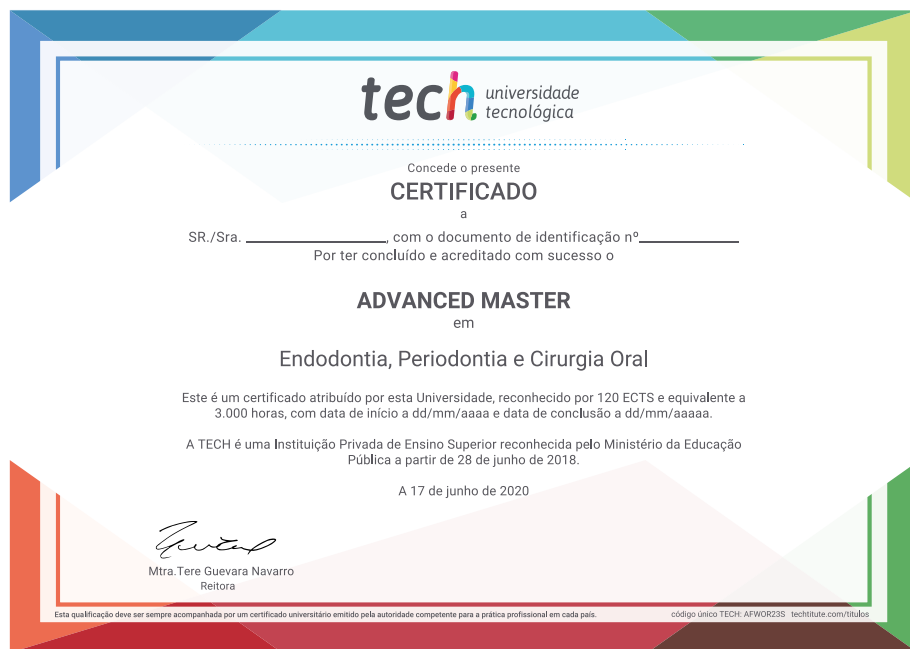 tech universidade
tecnológica
Concede o presente
CERTIFICADO
a
SR./Sra. ________________, com o documento de identificação nº____________
Por ter concluído e acreditado com sucesso o
ADVANCED MASTER
em
Endodontia, Periodontia e Cirurgia Oral
Este é um certificado atribuído por esta Universidade, reconhecido por 120 ECTS e equivalente a
3.000 horas, com data de início a dd/mm/aaaa e data de conclusão a dd/mm/aaaaa.
A TECH é uma Instituição Privada de Ensino Superior reconhecida pelo Ministério da Educação
Pública a partir de 28 de junho de 2018.
A 17 de junho de 2020
Mtra.Tere Guevara Navarro
Reitora
Esta qualificação deve ser sempre acompanhada por um certificado universitário emitido pela autoridade competente para a prática profissional em cada país.
código único TECH: AFWOR23S techtitute.com/titulos